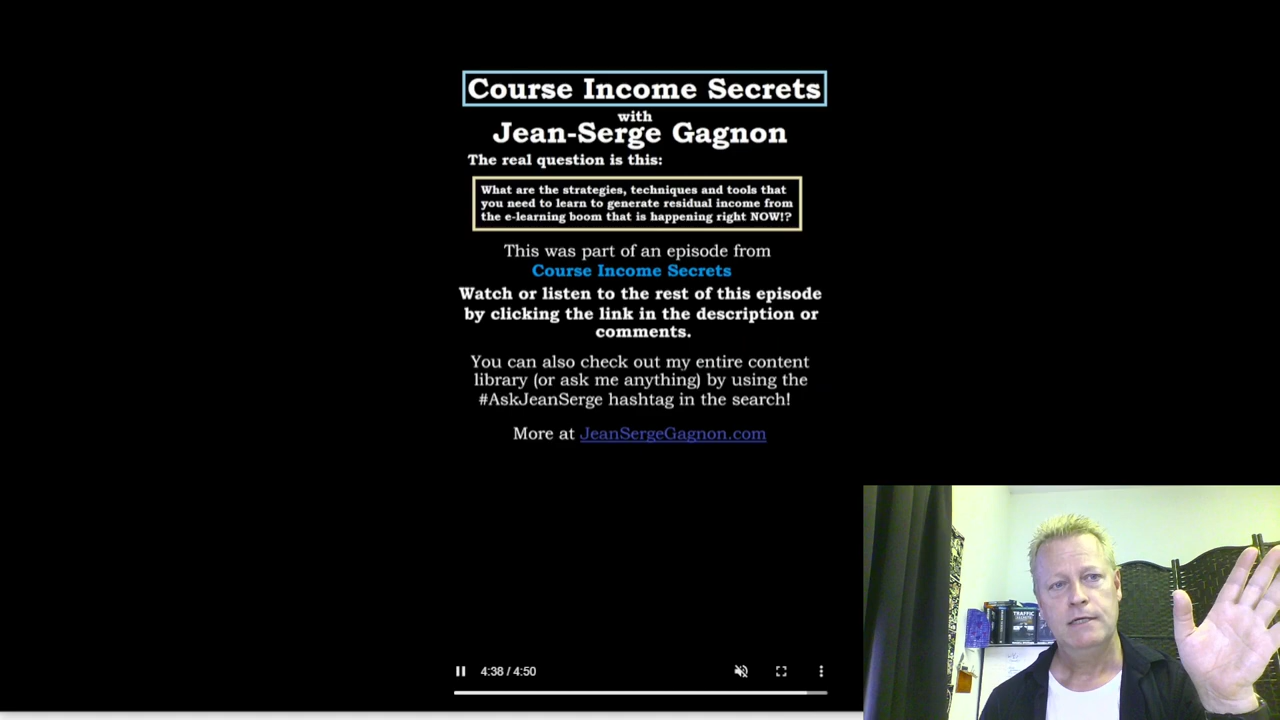 Course Income Secrets
with
Jean-Serge Gagnon
The real question is this:
What are the strategies, techniques and tools that
you need to learn to generate residual income from
the e-learning boom that is happening right NOW!?
This was part of an episode from
Course Income Secrets
Watch or listen to the rest of this episode
by clicking the link in the description or
comments.
You can also check out my entire content
library (or ask me anything) by using the
#AskJeanSerge hashtag in the search!
More at JeanSergeGagnon.com
TRAFFIC
4:38 / 4:50